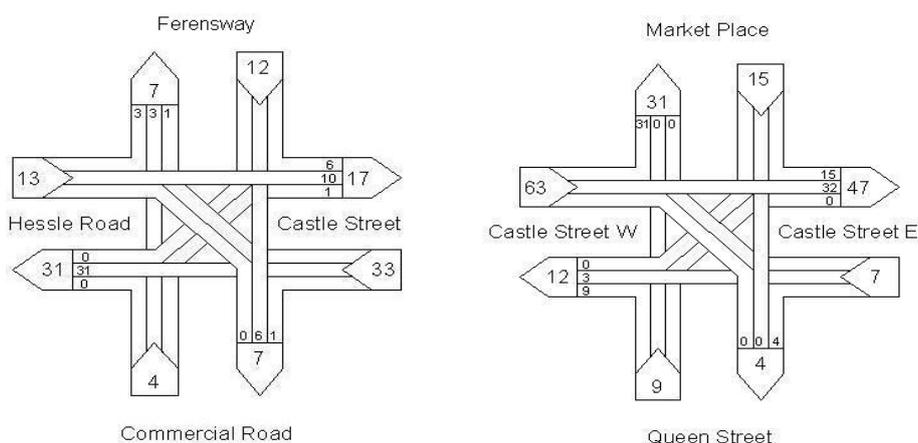 Ferensway
7
3 3 1
12
13
6
10
1
17
Hessle Road
Castle Street
31
0
31
0
33
4
0 6 1
7
Commercial Road
Market Place
31
31 0 0
15
63
15
32
0
47
Castle Street W
Castle Street E
12
0
3
9
7
9
0 0 4
4
Queen Street